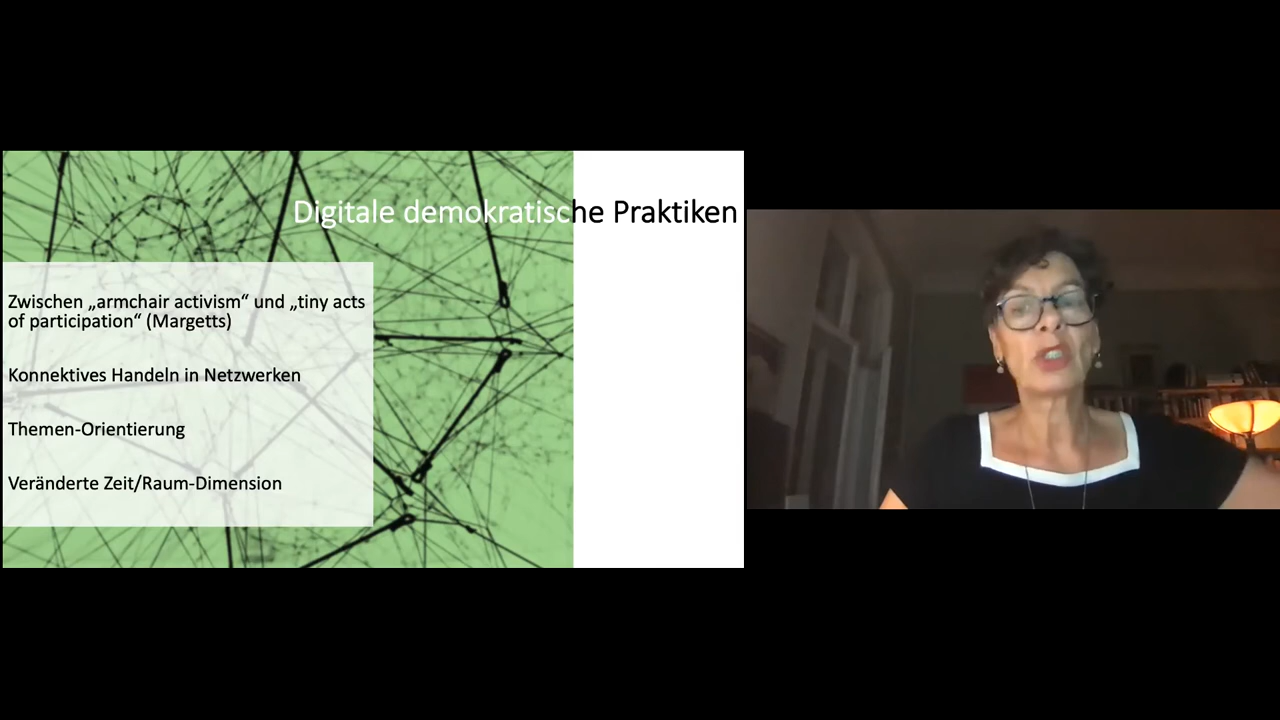 Digitale demokratische Praktiken
Zwischen „armchair activism“ und „tiny acts
of participation“ (Margetts)
Konnektives Handeln in Netzwerken
Themen-Orientierung
Veränderte Zeit/Raum-Dimension